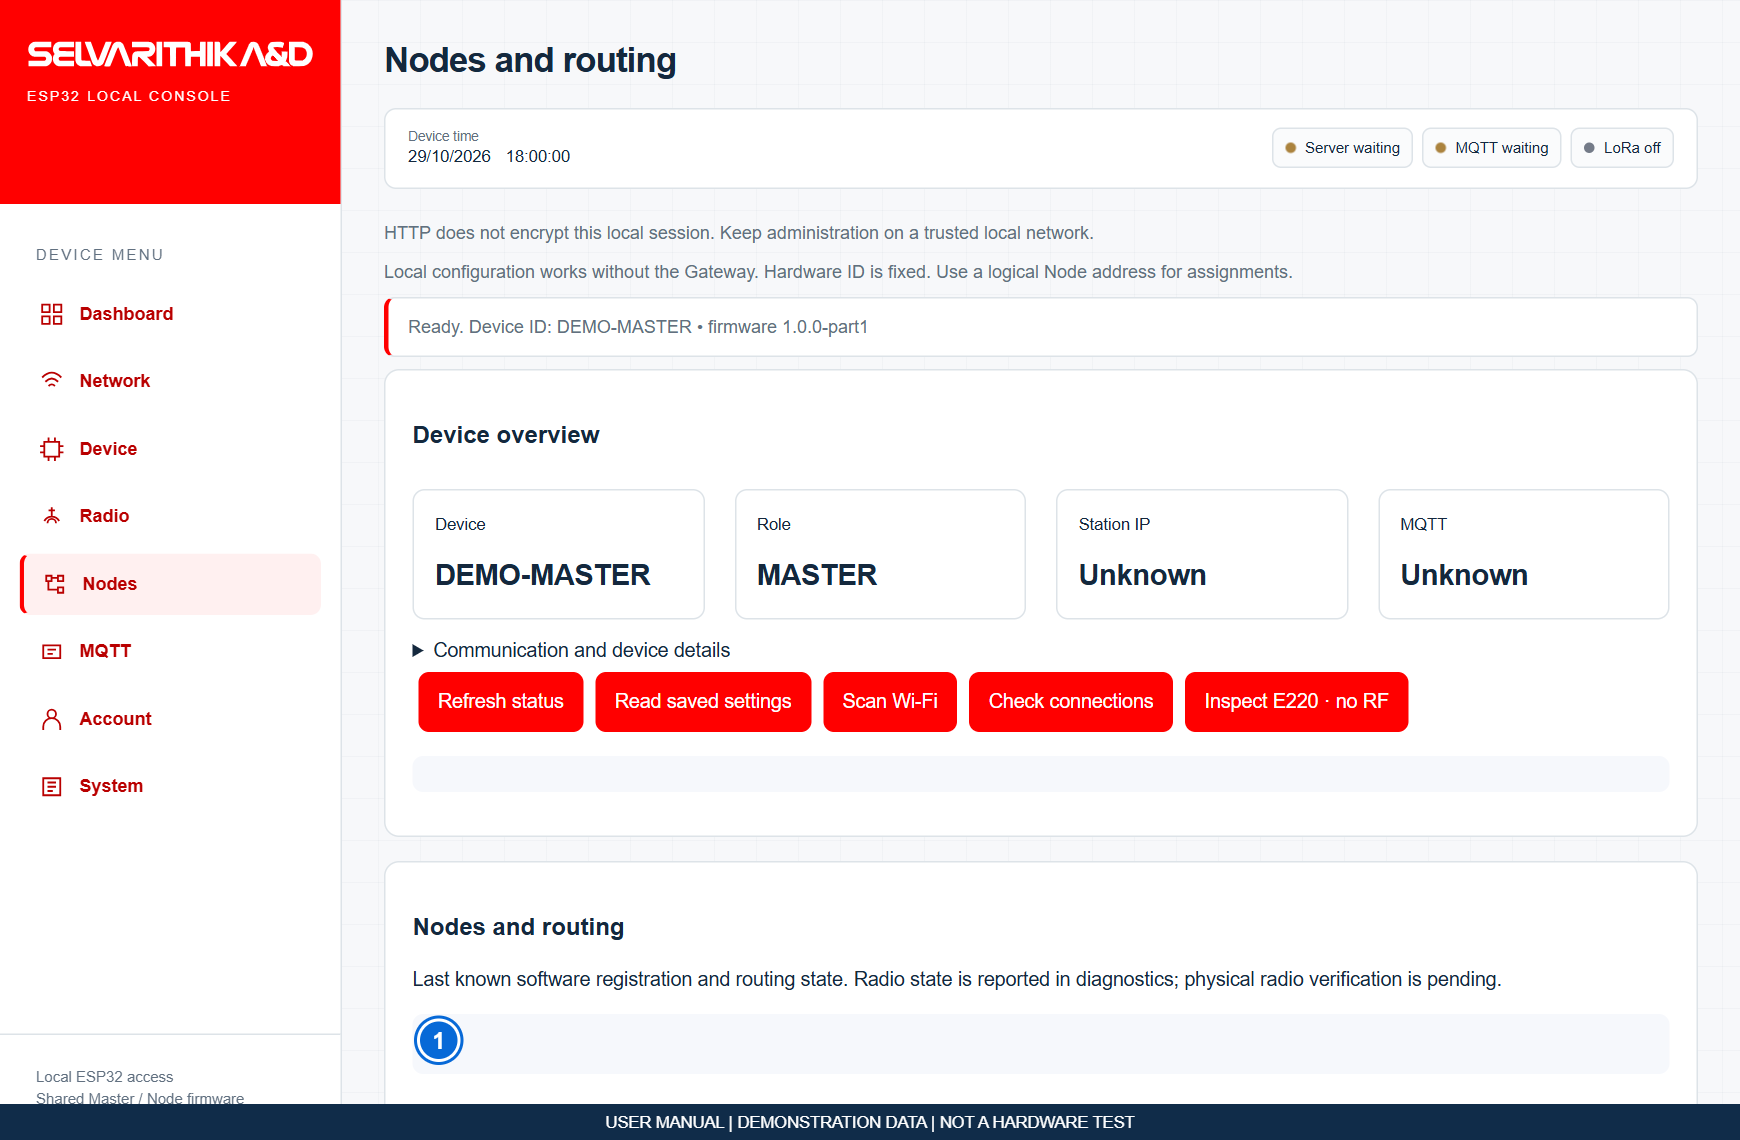 SELVARITHIK A&D
ESP32 LOCAL CONSOLE
DEVICE MENU
Dashboard
Network
Device
Radio
Nodes
MQTT
Account
System
Local ESP32 access
Shared Master / Node firmware
Nodes and routing
Device time
29/10/2026 18:00:00
Server waiting
MQTT waiting
LoRa off
HTTP does not encrypt this local session. Keep administration on a trusted local network.
Local configuration works without the Gateway. Hardware ID is fixed. Use a logical Node address for assignments.
Ready. Device ID: DEMO-MASTER • firmware 1.0.0-part1
Device overview
Device
DEMO-MASTER
Role
MASTER
Station IP
Unknown
MQTT
Unknown
Communication and device details
Refresh status
Read saved settings
Scan Wi-Fi
Check connections
Inspect E220 · no RF
Nodes and routing
Last known software registration and routing state. Radio state is reported in diagnostics; physical radio verification is pending.
1
USER MANUAL | DEMONSTRATION DATA | NOT A HARDWARE TEST